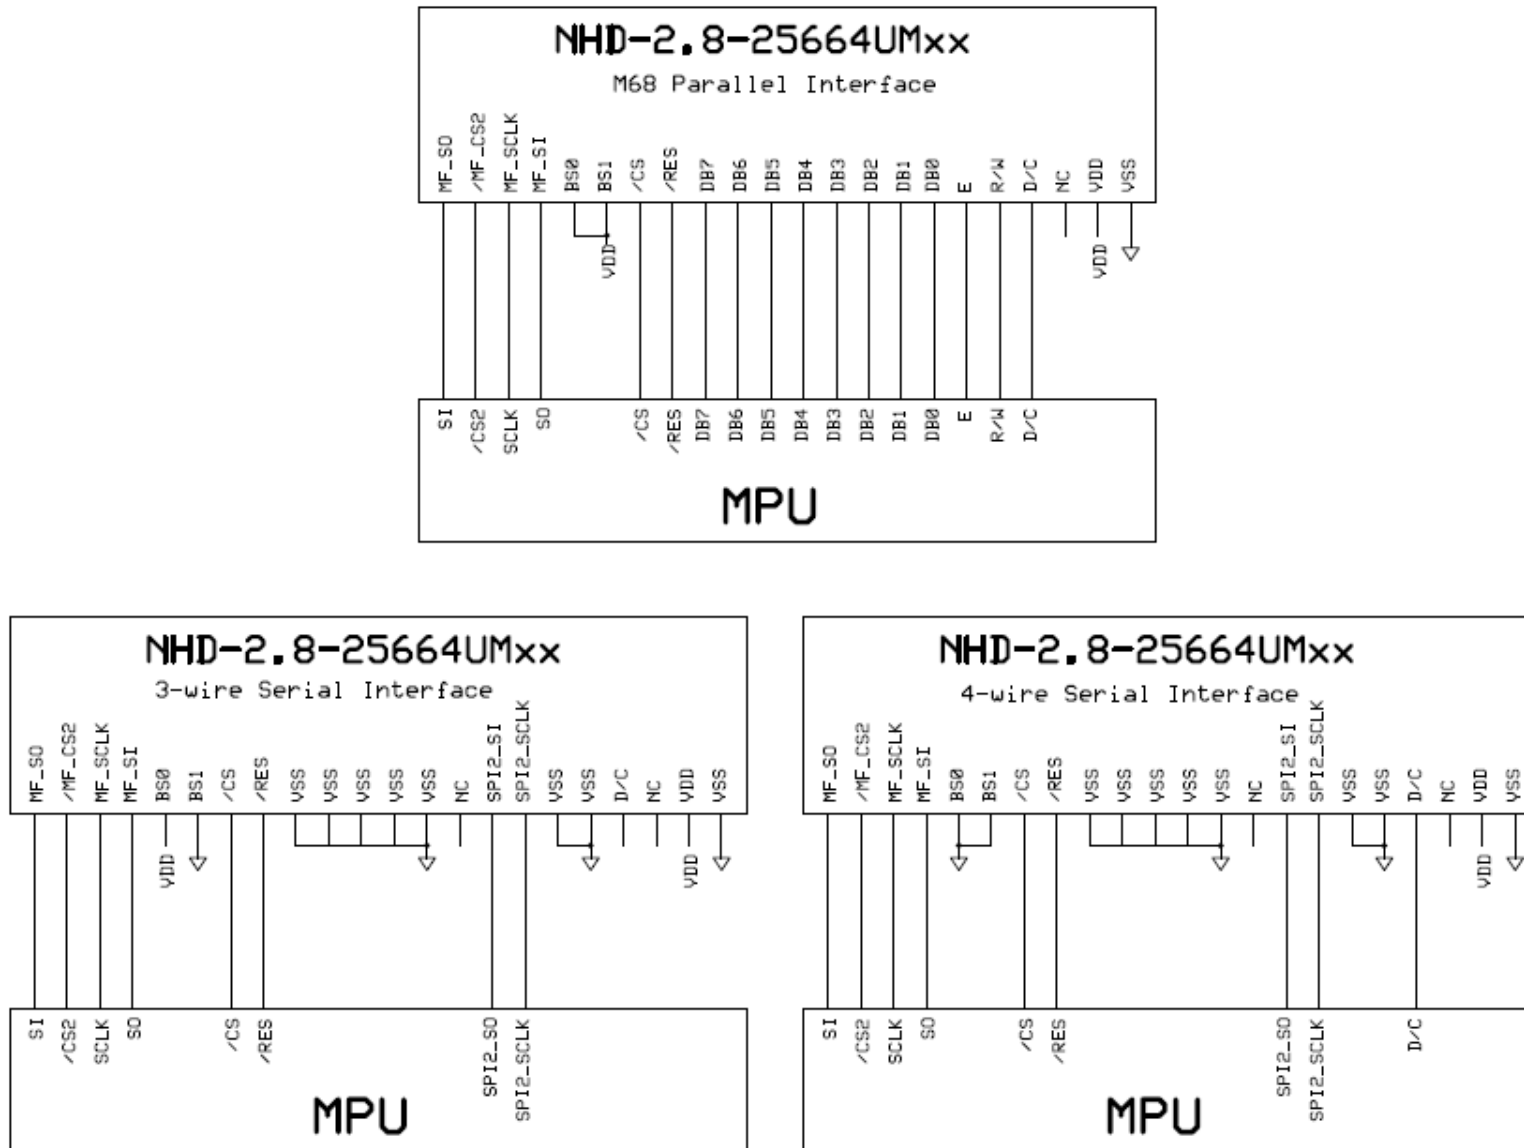 NHD-2.8-25664UMxx
M68 Parallel Interface
MF_SO /MF_CS2 MF_SCLK MF_SI BS0 BS1 /CS /RES DB7 DB6 DB5 DB4 DB3 DB2 DB1 DB0 E R/W D/C NC VDD VSS
VDD VDD
SI /CS2 SCLK SO /CS /RES DB7 DB6 DB5 DB4 DB3 DB2 DB1 DB0 E R/W D/C
MPU
NHD-2.8-25664UMxx
3-wire Serial Interface
MF_SO /MF_CS2 MF_SCLK MF_SI BS0 BS1 /CS /RES VSS VSS VSS VSS VSS NC SPI2_SI SPI2_SCLK VSS VSS D/C NC VDD VSS
VDD VDD
SI /CS2 SCLK SO /CS /RES SPI2_SO SPI2_SCLK
MPU
NHD-2.8-25664UMxx
4-wire Serial Interface
MF_SO /MF_CS2 MF_SCLK MF_SI BS0 BS1 /CS /RES VSS VSS VSS VSS VSS NC SPI2_SI SPI2_SCLK VSS VSS D/C NC VDD VSS
VDD
SI /CS2 SCLK SO /CS /RES SPI2_SO SPI2_SCLK D/C
MPU